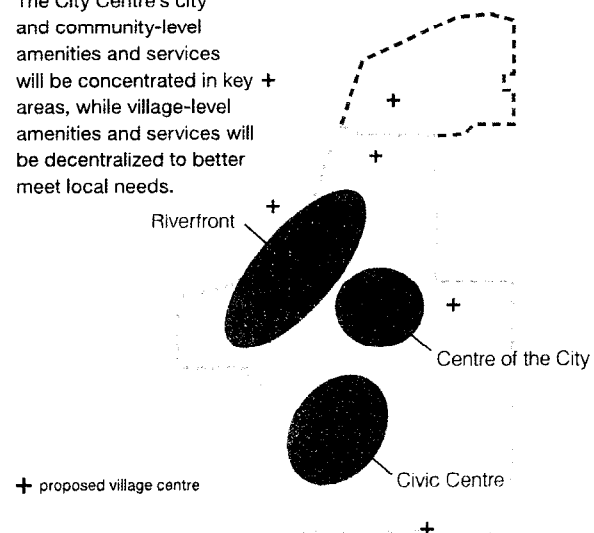 The City Centre's city
and community-level
amenities and services
will be concentrated in key
areas, while village-level
amenities and services will
be decentralized to better
meet local needs.
Riverfront
Centre of the City
Civic Centre
+ proposed village centre